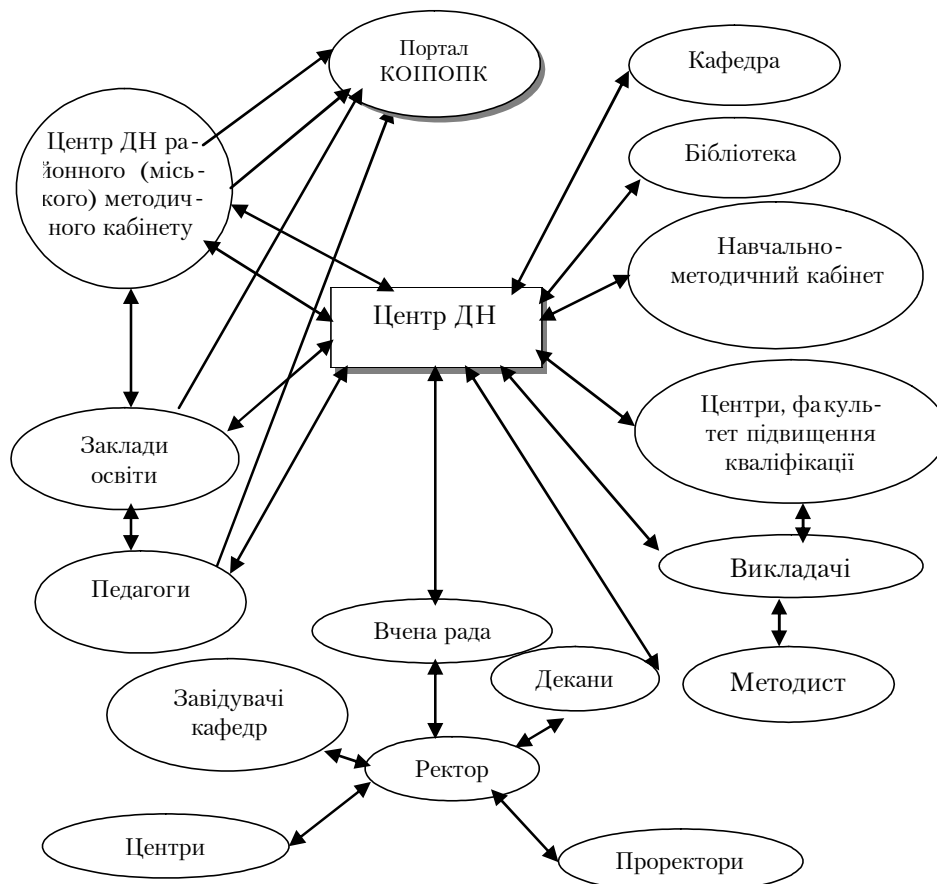 Портал
КОІПОПК
Кафедра
Центр ДН ра-
йонного (місь-
кого) методич-
ного кабінету
Бібліотека
Навчально-
методичний кабінет
Центр ДН
Центри, факуль-
тет підвищення
кваліфікації
Заклади
освіти
Викладачі
Педагоги
Вчена рада
Декани
Методист
Завідувачі
кафедр
Ректор
Центри
Проректори